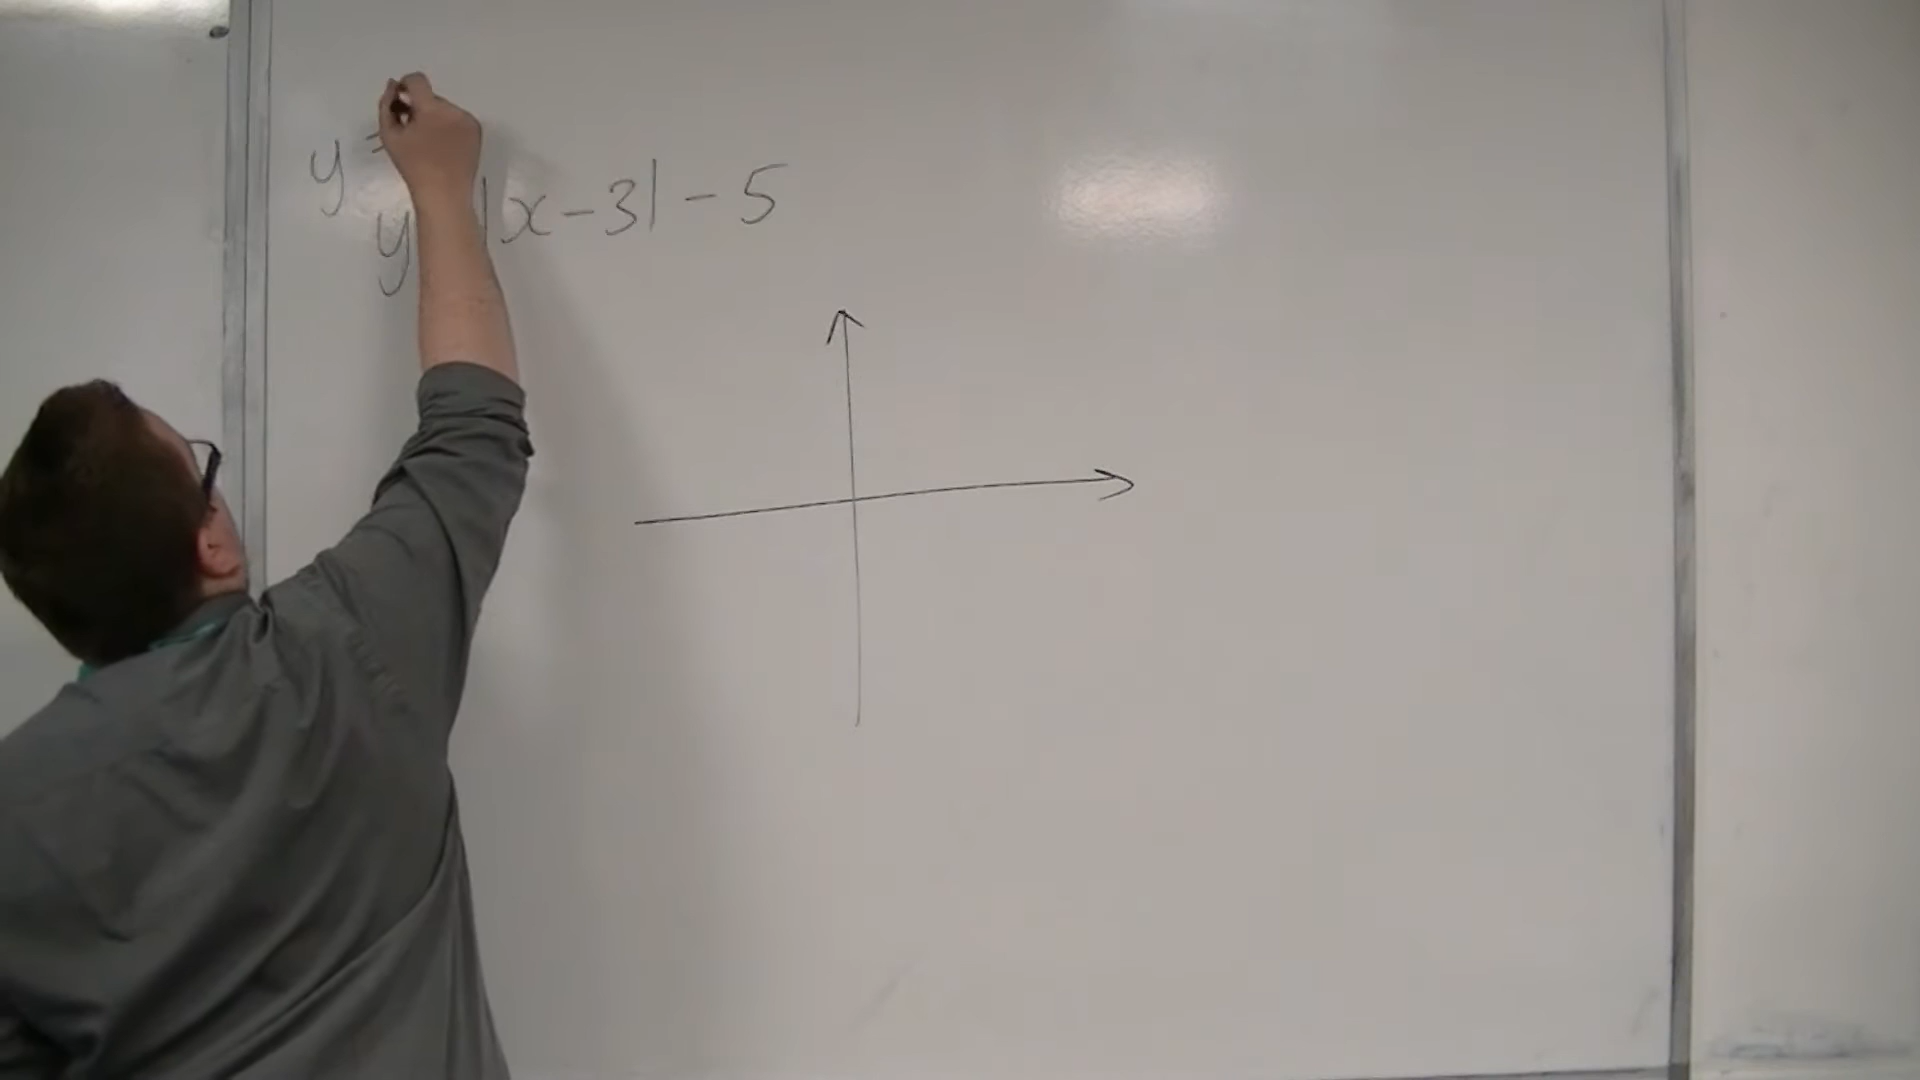 y =
y |x - 3| - 5